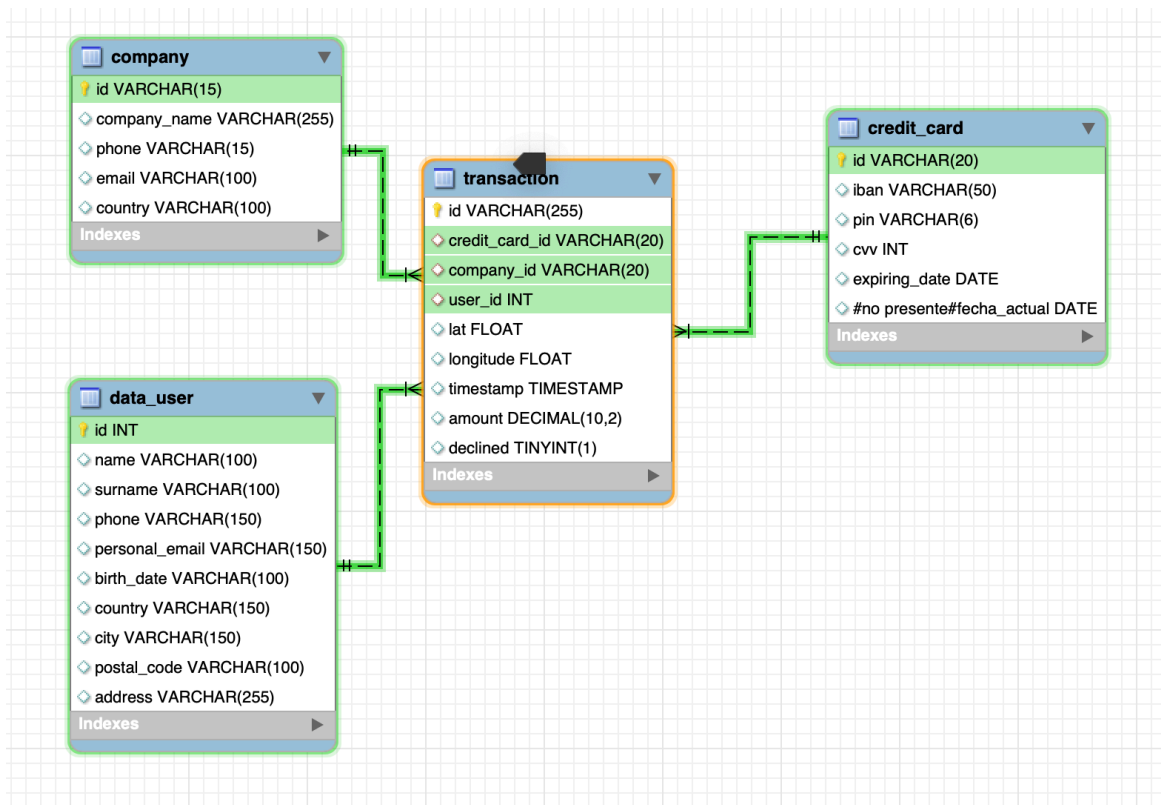 company
id VARCHAR(15)
company_name VARCHAR(255)
phone VARCHAR(15)
email VARCHAR(100)
country VARCHAR(100)
Indexes
data_user
id INT
name VARCHAR(100)
surname VARCHAR(100)
phone VARCHAR(150)
personal_email VARCHAR(150)
birth_date VARCHAR(100)
country VARCHAR(150)
city VARCHAR(150)
postal_code VARCHAR(100)
address VARCHAR(255)
Indexes
transaction
id VARCHAR(255)
credit_card_id VARCHAR(20)
company_id VARCHAR(20)
user_id INT
lat FLOAT
longitude FLOAT
timestamp TIMESTAMP
amount DECIMAL(10,2)
declined TINYINT(1)
Indexes
credit_card
id VARCHAR(20)
iban VARCHAR(50)
pin VARCHAR(6)
cvv INT
expiring_date DATE
#no presente#fecha_actual DATE
Indexes